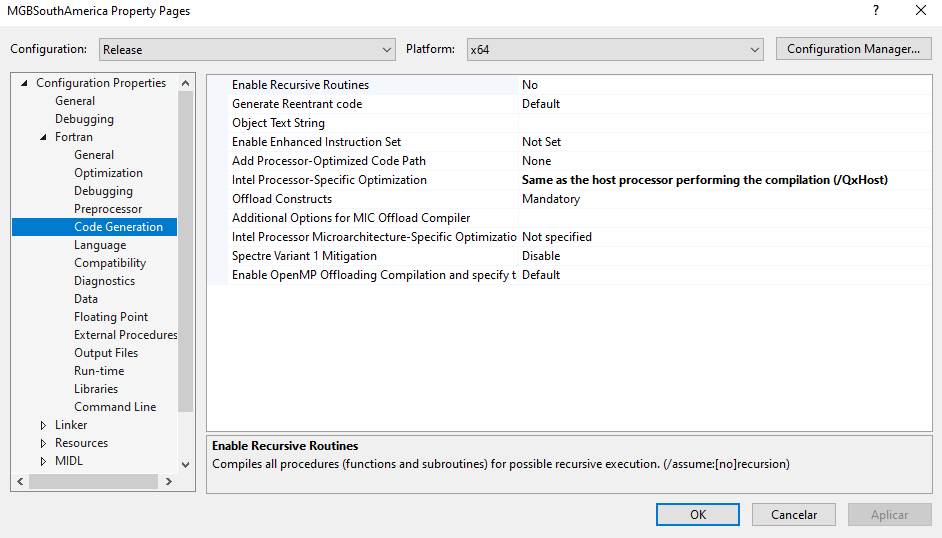 MGBSouthAmerica Property Pages
?
Configuration: Release Platform: x64 Configuration Manager...
Configuration Properties
General
Debugging
Fortran
General
Optimization
Debugging
Preprocessor
Code Generation
Language
Compatibility
Diagnostics
Data
Floating Point
External Procedures
Output Files
Run-time
Libraries
Command Line
Linker
Resources
MIDL
Enable Recursive Routines No
Generate Reentrant code Default
Object Text String
Enable Enhanced Instruction Set Not Set
Add Processor-Optimized Code Path None
Intel Processor-Specific Optimization Same as the host processor performing the compilation (/QxHost)
Offload Constructs Mandatory
Additional Options for MIC Offload Compiler
Intel Processor Microarchitecture-Specific Optimizatio Not specified
Spectre Variant 1 Mitigation Disable
Enable OpenMP Offloading Compilation and specify t Default
Enable Recursive Routines
Compiles all procedures (functions and subroutines) for possible recursive execution. (/assume:[no]recursion)
OK Cancelar Aplicar